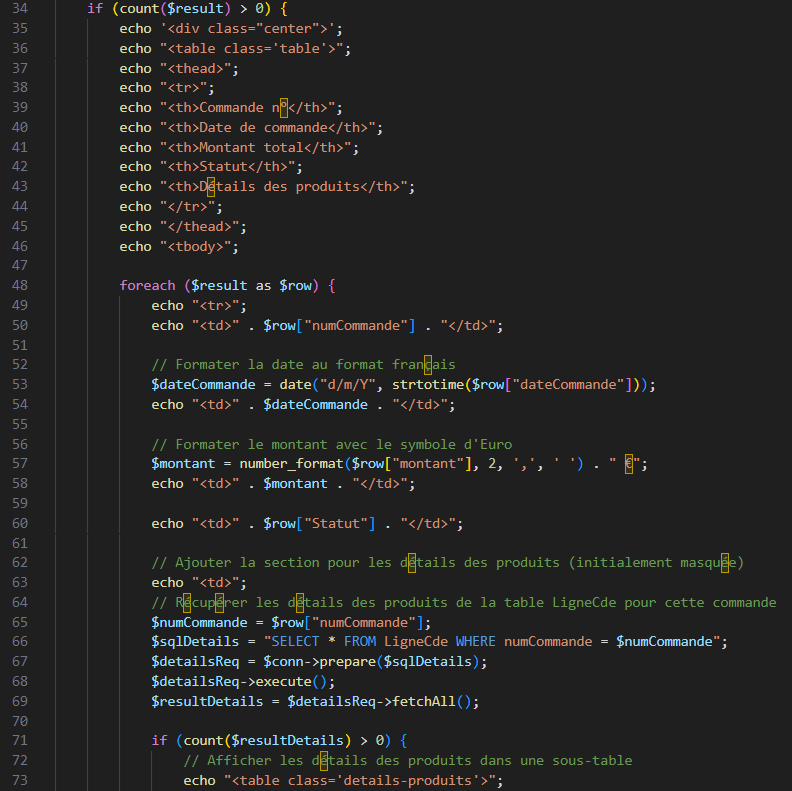 34 if (count($result) > 0) {
35 echo '<div class="center">';
36 echo "<table class='table'>";
37 echo "<thead>";
38 echo "<tr>";
39 echo "<th>Commande n°</th>";
40 echo "<th>Date de commande</th>";
41 echo "<th>Montant total</th>";
42 echo "<th>Statut</th>";
43 echo "<th>Détails des produits</th>";
44 echo "</tr>";
45 echo "</thead>";
46 echo "<tbody>";
47
48 foreach ($result as $row) {
49 echo "<tr>";
50 echo "<td>" . $row["numCommande"] . "</td>";
51
52 // Formater la date au format français
53 $dateCommande = date("d/m/Y", strtotime($row["dateCommande"]));
54 echo "<td>" . $dateCommande . "</td>";
55
56 // Formater le montant avec le symbole d'Euro
57 $montant = number_format($row["montant"], 2, ',', ' ') . " €";
58 echo "<td>" . $montant . "</td>";
59
60 echo "<td>" . $row["Statut"] . "</td>";
61
62 // Ajouter la section pour les détails des produits (initialement masquée)
63 echo "<td>";
64 // Récupérer les détails des produits de la table LigneCde pour cette commande
65 $numCommande = $row["numCommande"];
66 $sqlDetails = "SELECT * FROM LigneCde WHERE numCommande = $numCommande";
67 $detailsReq = $conn->prepare($sqlDetails);
68 $detailsReq->execute();
69 $resultDetails = $detailsReq->fetchAll();
70
71 if (count($resultDetails) > 0) {
72 // Afficher les détails des produits dans une sous-table
73 echo "<table class='details-produits'>";